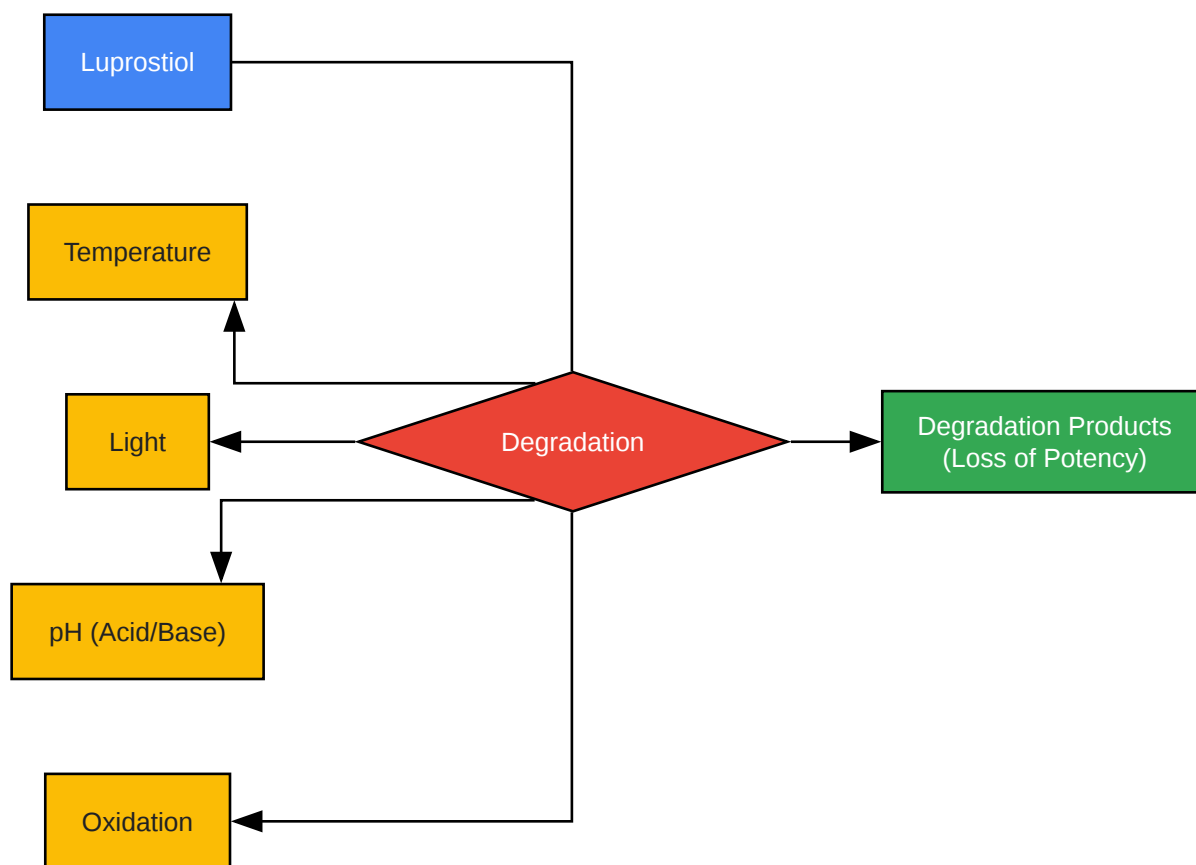 Luprostiol
Temperature
Light
Degradation
Degradation Products
(Loss of Potency)
pH (Acid/Base)
Oxidation